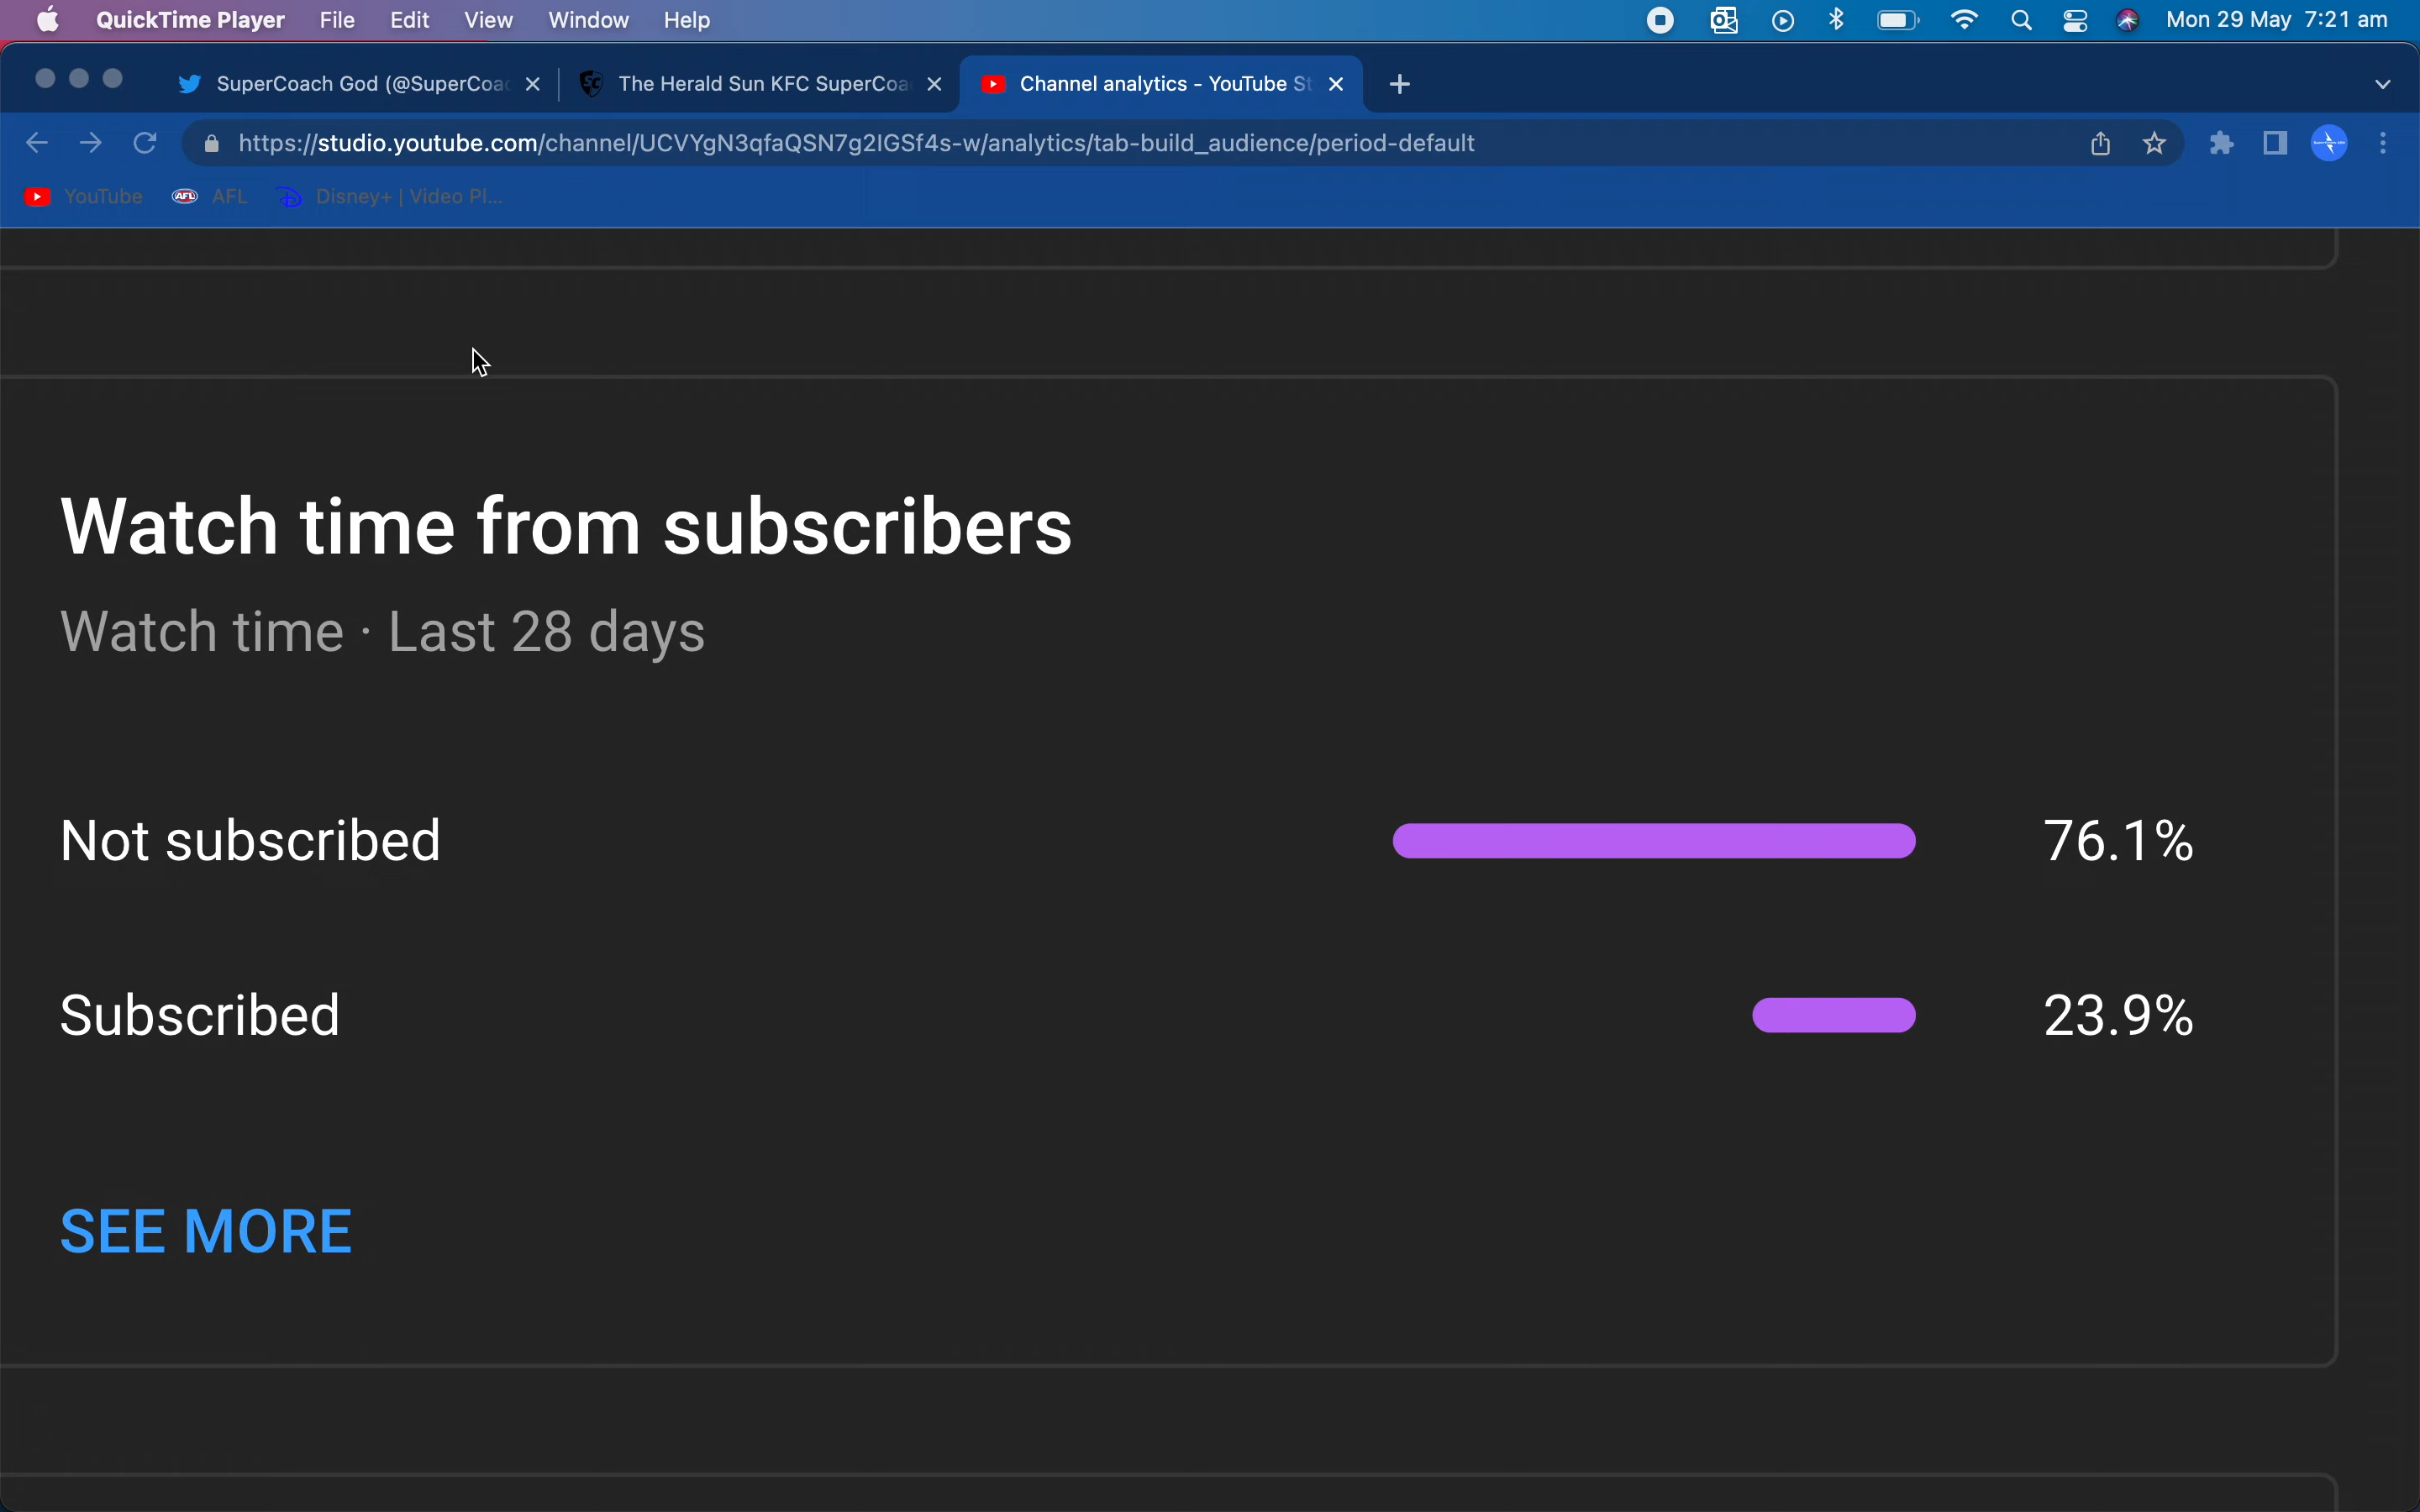 QuickTime Player File Edit View Window Help Mon 29 May 7:21 am
SuperCoach God (@SuperCoac The Herald Sun KFC SuperCoa Channel analytics - YouTube St
https://studio.youtube.com/channel/UCVYgN3qfaQSN7g2IGSf4s-w/analytics/tab-build_audience/period-default
YouTube AFL Disney+ | Video Pl...
Watch time from subscribers
Watch time · Last 28 days
Not subscribed 76.1%
Subscribed 23.9%
SEE MORE